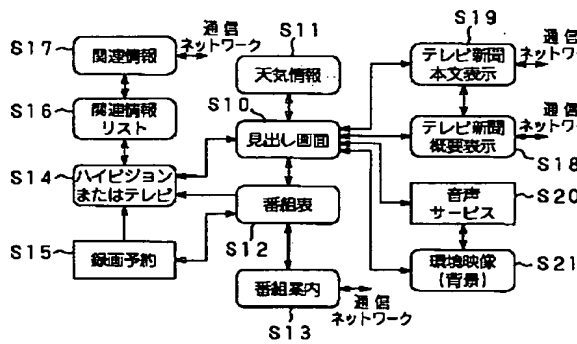 S17
関連情報
通信
ネットワーク
S16
関連情報
リスト
S14
ハイビジョン
またはテレビ
S15
録画予約
S11
天気情報
S10
見出し画面
番組表
S12
番組案内
S13
通信
ネットワーク
S19
テレビ新聞
本文表示
通信
ネットワーク
テレビ新聞
概要表示
S18
通信
ネットワーク
音声
サービス
S20
環境映像
(背景)
S21